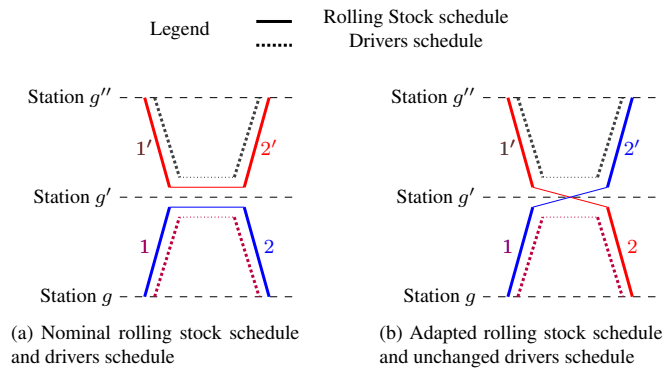 Legend
Rolling Stock schedule
Drivers schedule
Station g′′
1′
2′
Station g′
1
2
Station g
(a) Nominal rolling stock schedule
and drivers schedule
Station g′′
1′
2′
Station g′
1
2
Station g
(b) Adapted rolling stock schedule
and unchanged drivers schedule